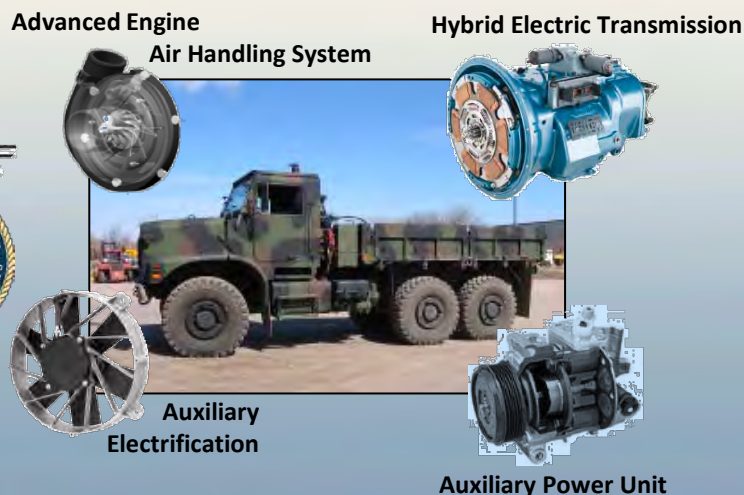 Advanced Engine
Air Handling System
Hybrid Electric Transmission
Auxiliary
Electrification
Auxiliary Power Unit